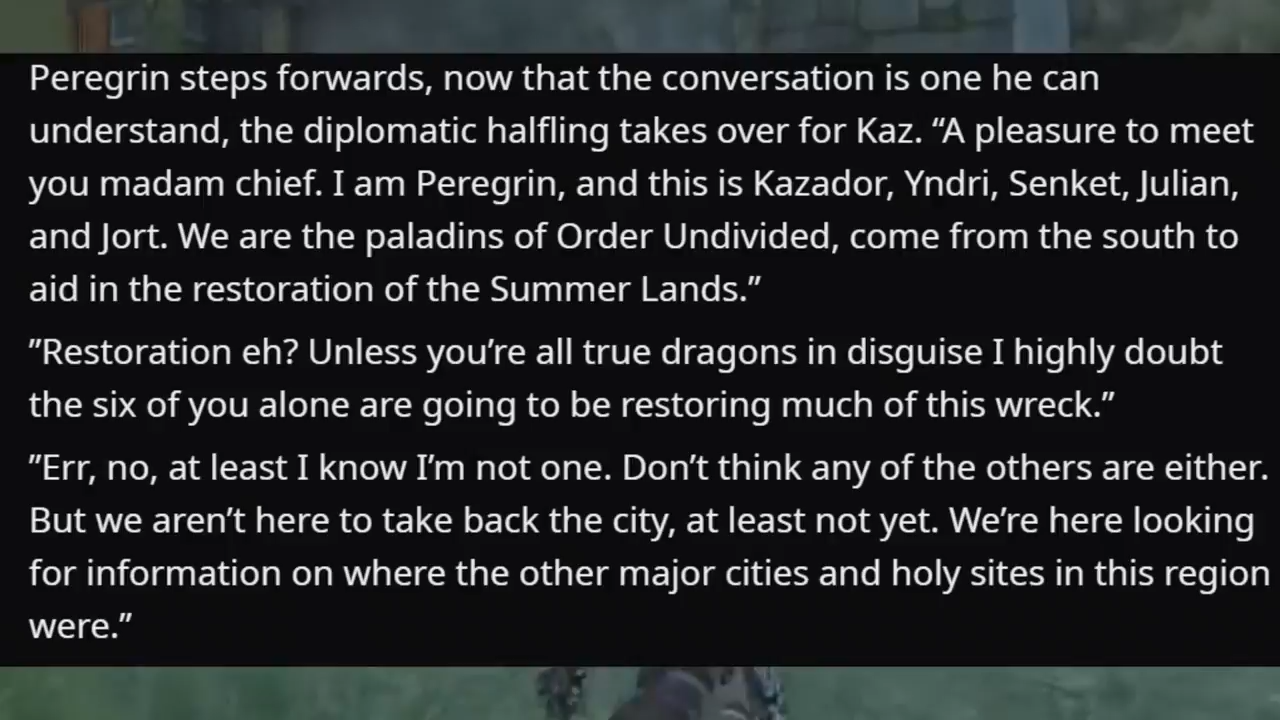 Peregrin steps forwards, now that the conversation is one he can
understand, the diplomatic halfling takes over for Kaz. “A pleasure to meet
you madam chief. I am Peregrin, and this is Kazador, Yndri, Senket, Julian,
and Jort. We are the paladins of Order Undivided, come from the south to
aid in the restoration of the Summer Lands.”
”Restoration eh? Unless you’re all true dragons in disguise I highly doubt
the six of you alone are going to be restoring much of this wreck.”
”Err, no, at least I know I’m not one. Don’t think any of the others are either.
But we aren’t here to take back the city, at least not yet. We’re here looking
for information on where the other major cities and holy sites in this region
were.”